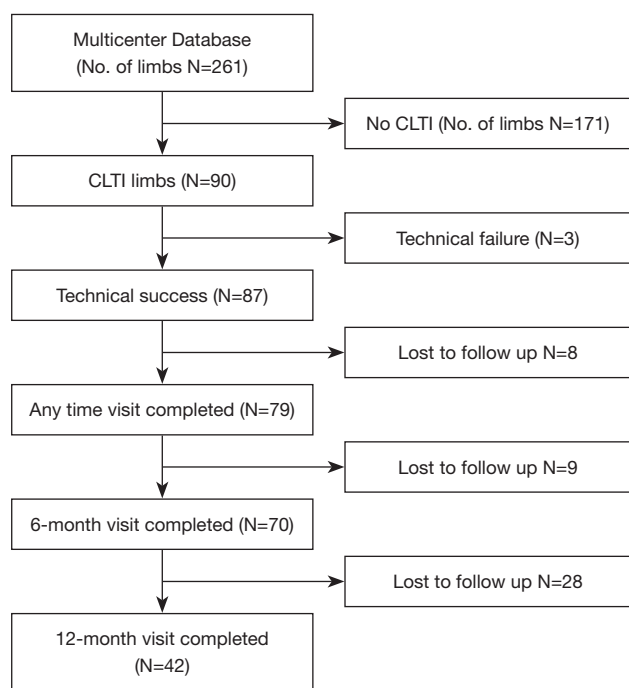 Multicenter Database
(No. of limbs N=261)
No CLTI (No. of limbs N=171)
CLTI limbs (N=90)
Technical failure (N=3)
Technical success (N=87)
Lost to follow up N=8
Any time visit completed (N=79)
Lost to follow up N=9
6-month visit completed (N=70)
Lost to follow up N=28
12-month visit completed
(N=42)